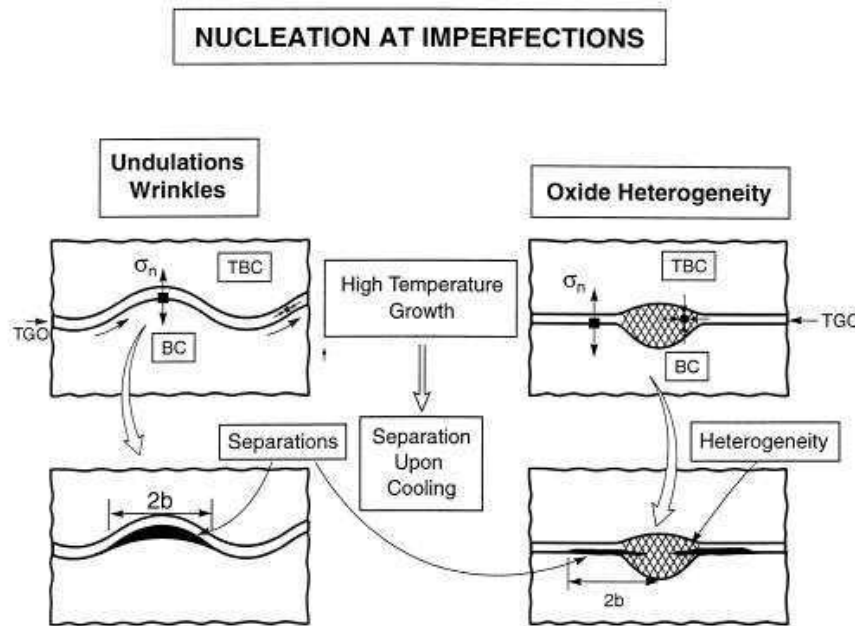 NUCLEATION AT IMPERFECTIONS
Undulations
Wrinkles
Oxide Heterogeneity
σn
TBC
TGO
BC
High Temperature
Growth
σn
TBC
TGO
BC
Separations
Separation
Upon
Cooling
Heterogeneity
2b
2b